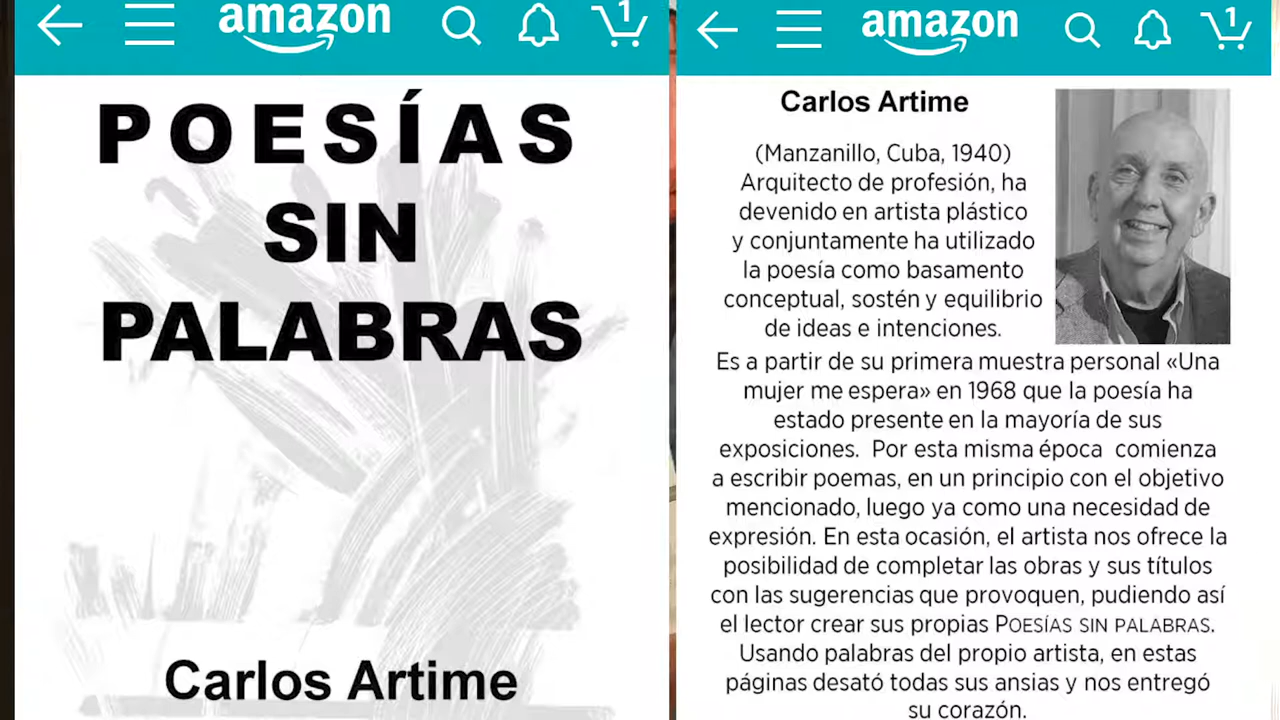 amazon
1
POESÍAS
SIN
PALABRAS
Carlos Artime
amazon
1
Carlos Artime
(Manzanillo, Cuba, 1940)
Arquitecto de profesión, ha
devenido en artista plástico
y conjuntamente ha utilizado
la poesía como basamento
conceptual, sostén y equilibrio
de ideas e intenciones.
Es a partir de su primera muestra personal «Una
mujer me espera» en 1968 que la poesía ha
estado presente en la mayoría de sus
exposiciones. Por esta misma época comienza
a escribir poemas, en un principio con el objetivo
mencionado, luego ya como una necesidad de
expresión. En esta ocasión, el artista nos ofrece la
posibilidad de completar las obras y sus títulos
con las sugerencias que provoquen, pudiendo así
el lector crear sus propias POESÍAS SIN PALABRAS.
Usando palabras del propio artista, en estas
páginas desató todas sus ansias y nos entregó
su corazón.